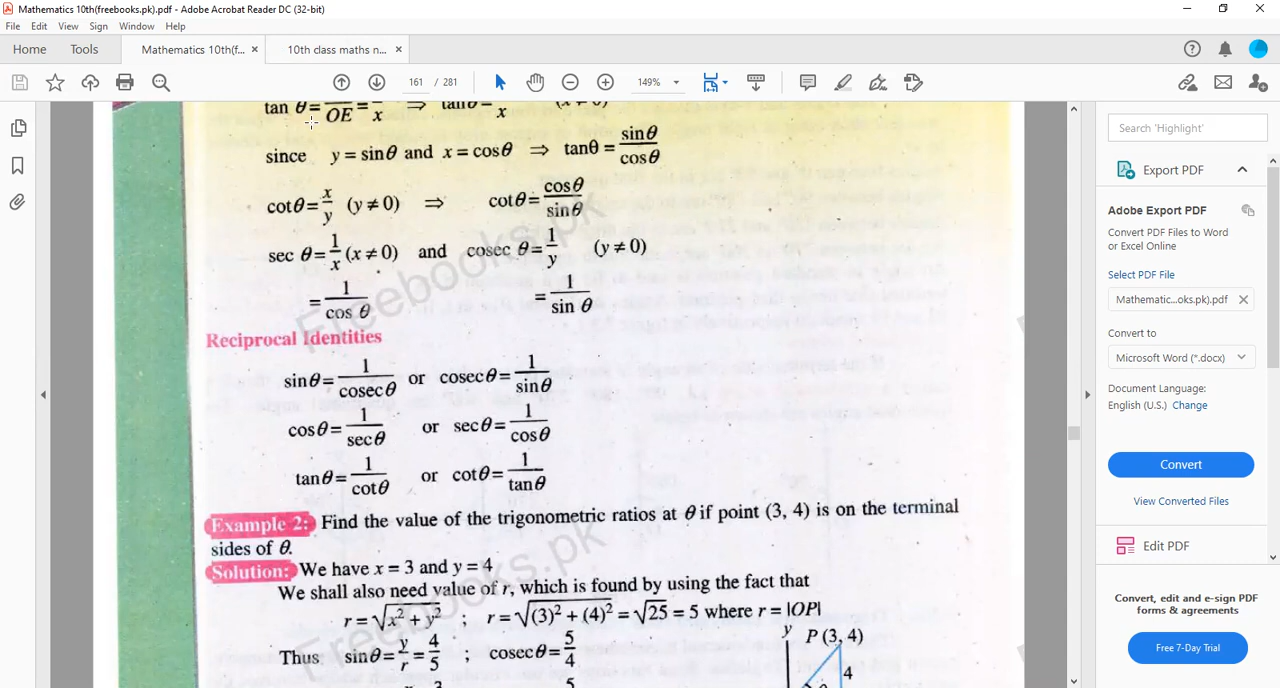 Mathematics 10th(freebooks.pk).pdf - Adobe Acrobat Reader DC (32-bit)
File Edit View Sign Window Help
Home Tools Mathematics 10th(f... × 10th class maths n... ×
161 / 281 149%
tan θ = /OE = /x ⇒ tanθ = /x (x ≠ 0)
since y = sinθ and x = cosθ ⇒ tanθ = sinθ/cosθ
cotθ = x/y (y ≠ 0) ⇒ cotθ = cosθ/sinθ
sec θ = 1/x (x ≠ 0) and cosec θ = 1/y (y ≠ 0)
= 1/cos θ = 1/sin θ
Reciprocal Identities
sinθ = 1/cosecθ or cosecθ = 1/sinθ
cosθ = 1/secθ or secθ = 1/cosθ
tanθ = 1/cotθ or cotθ = 1/tanθ
Example 2: Find the value of the trigonometric ratios at θ if point (3, 4) is on the terminal
sides of θ.
Solution: We have x = 3 and y = 4
We shall also need value of r, which is found by using the fact that
r = √x² + y² ; r = √(3)² + (4)² = √25 = 5 where r = |OP|
Thus sinθ = y/r = 4/5 ; cosecθ = 5/4
y P (3, 4)
4
Freebooks.pk
Freebooks.pk
Search 'Highlight'
Export PDF
Adobe Export PDF
Convert PDF Files to Word
or Excel Online
Select PDF File
Mathematic...oks.pk).pdf ×
Convert to
Microsoft Word (*.docx)
Document Language:
English (U.S.) Change
Convert
View Converted Files
Edit PDF
Convert, edit and e-sign PDF
forms & agreements
Free 7-Day Trial